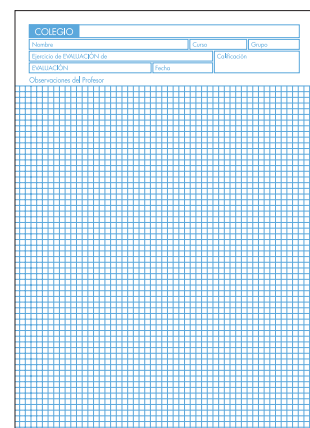 COLEGIO
Nombre Curso Grupo
Ejercicio de EVALUACIÓN de Calificación
EVALUACIÓN Fecha
Observaciones del Profesor